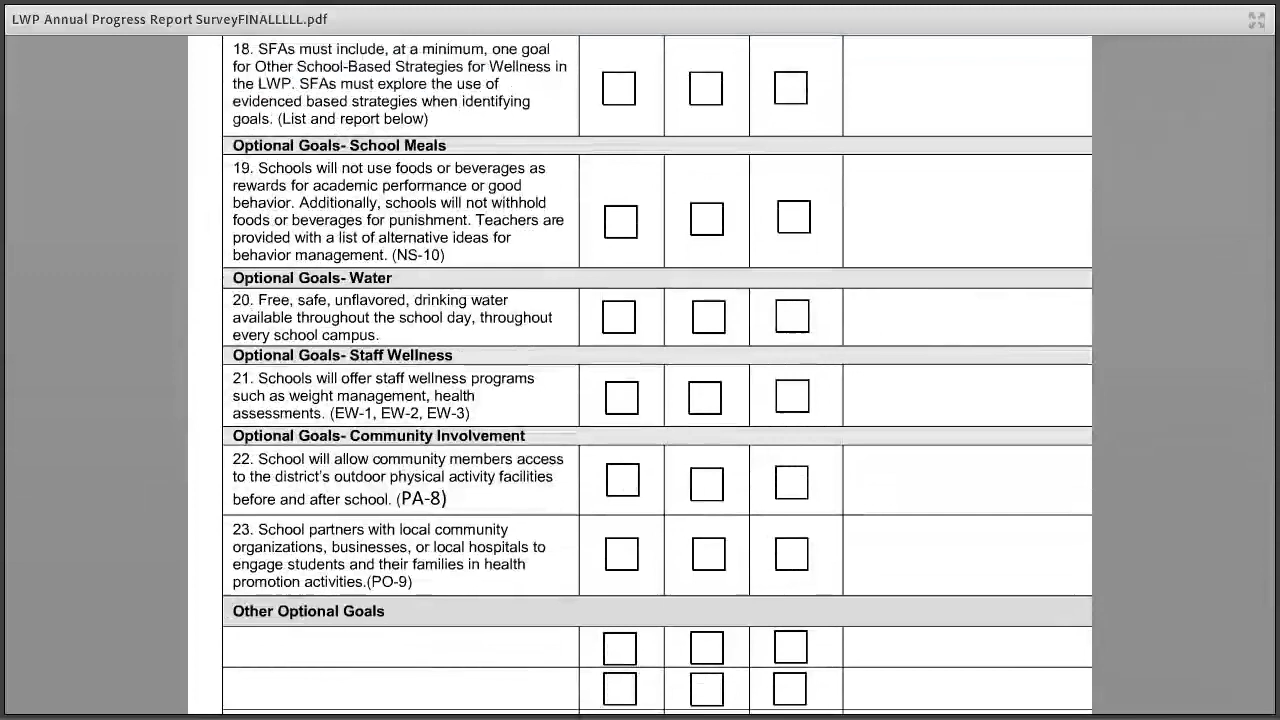 LWP Annual Progress Report SurveyFINALLLLL.pdf
18. SFAs must include, at a minimum, one goal
for Other School-Based Strategies for Wellness in
the LWP. SFAs must explore the use of
evidenced based strategies when identifying
goals. (List and report below)
Optional Goals- School Meals
19. Schools will not use foods or beverages as
rewards for academic performance or good
behavior. Additionally, schools will not withhold
foods or beverages for punishment. Teachers are
provided with a list of alternative ideas for
behavior management. (NS-10)
Optional Goals- Water
20. Free, safe, unflavored, drinking water
available throughout the school day, throughout
every school campus.
Optional Goals- Staff Wellness
21. Schools will offer staff wellness programs
such as weight management, health
assessments. (EW-1, EW-2, EW-3)
Optional Goals- Community Involvement
22. School will allow community members access
to the district's outdoor physical activity facilities
before and after school. (PA-8)
23. School partners with local community
organizations, businesses, or local hospitals to
engage students and their families in health
promotion activities.(PO-9)
Other Optional Goals